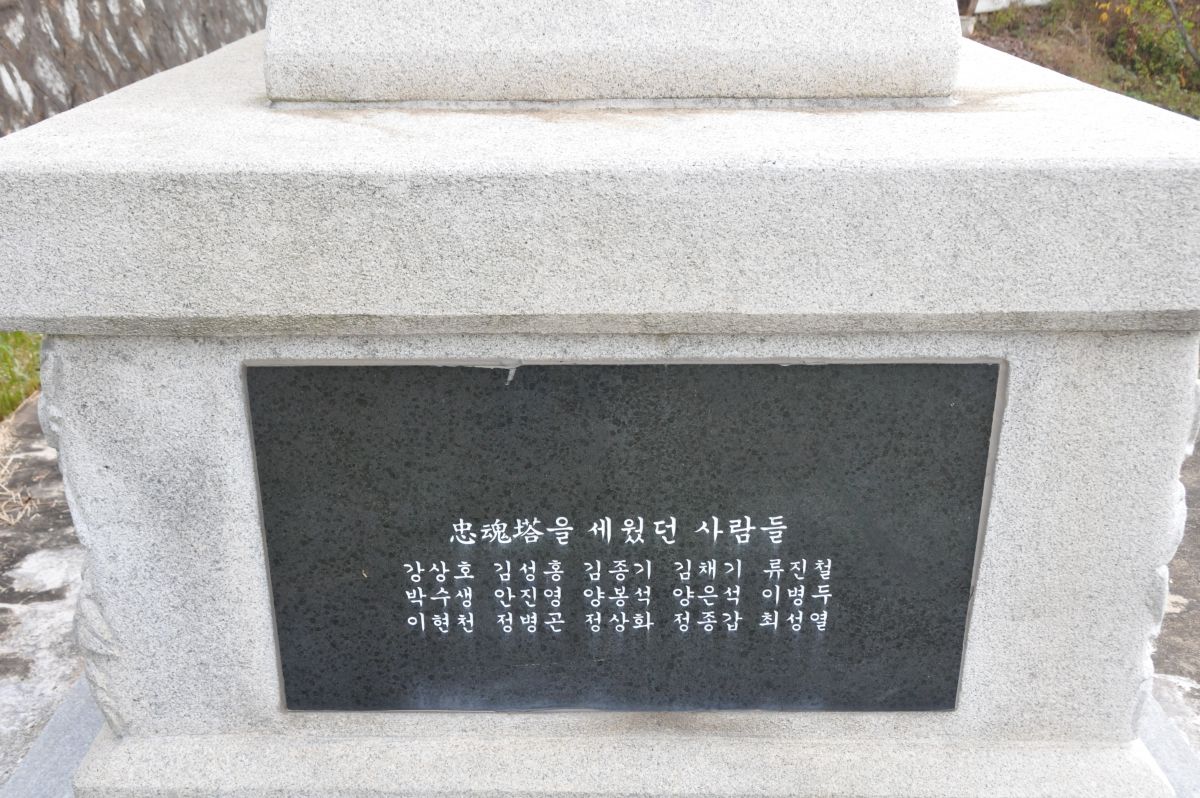 忠魂塔을 세웠던 사람들
강상호 김성홍 김종기 김채기 류진철
박수생 안진영 양봉석 양은석 이병두
이현천 정병곤 정상화 정종갑 최성열